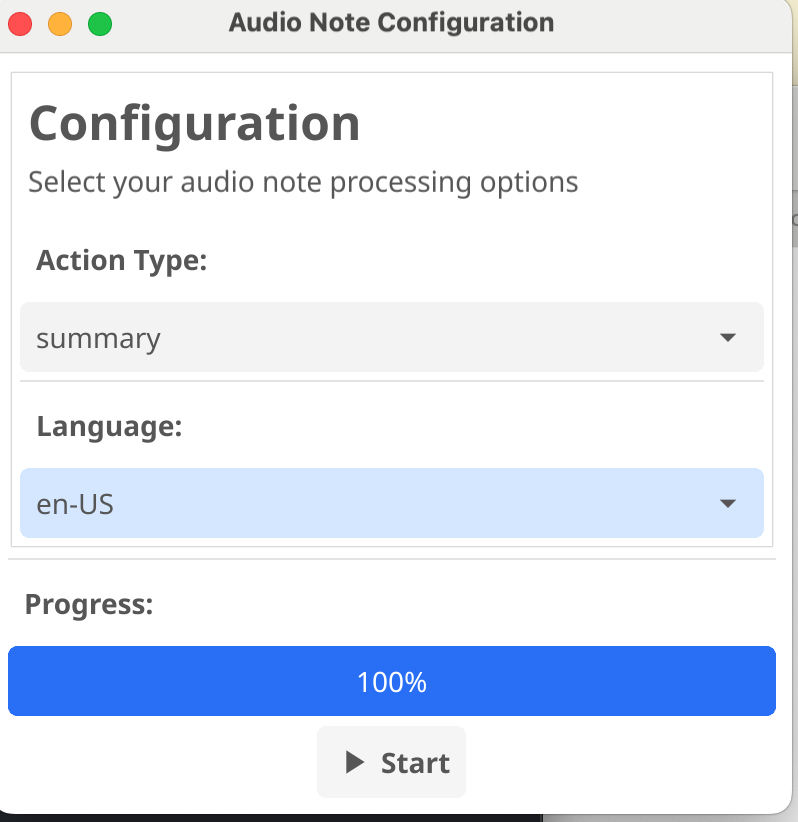 Audio Note Configuration
Configuration
Select your audio note processing options
Action Type:
summary
Language:
en-US
Progress:
100%
Start